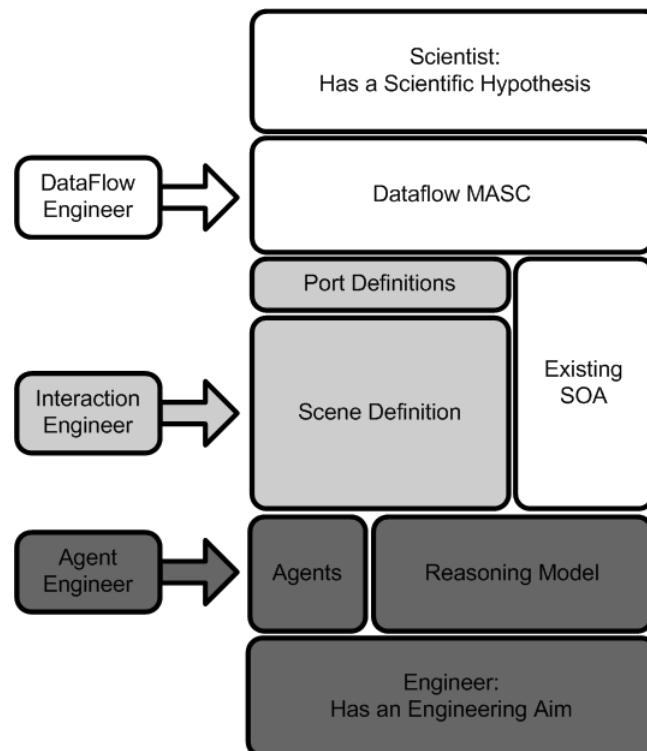 Scientist:
Has a Scientific Hypothesis
DataFlow
Engineer
Dataflow MASC
Port Definitions
Interaction
Engineer
Scene Definition
Existing
SOA
Agent
Engineer
Agents
Reasoning Model
Engineer:
Has an Engineering Aim